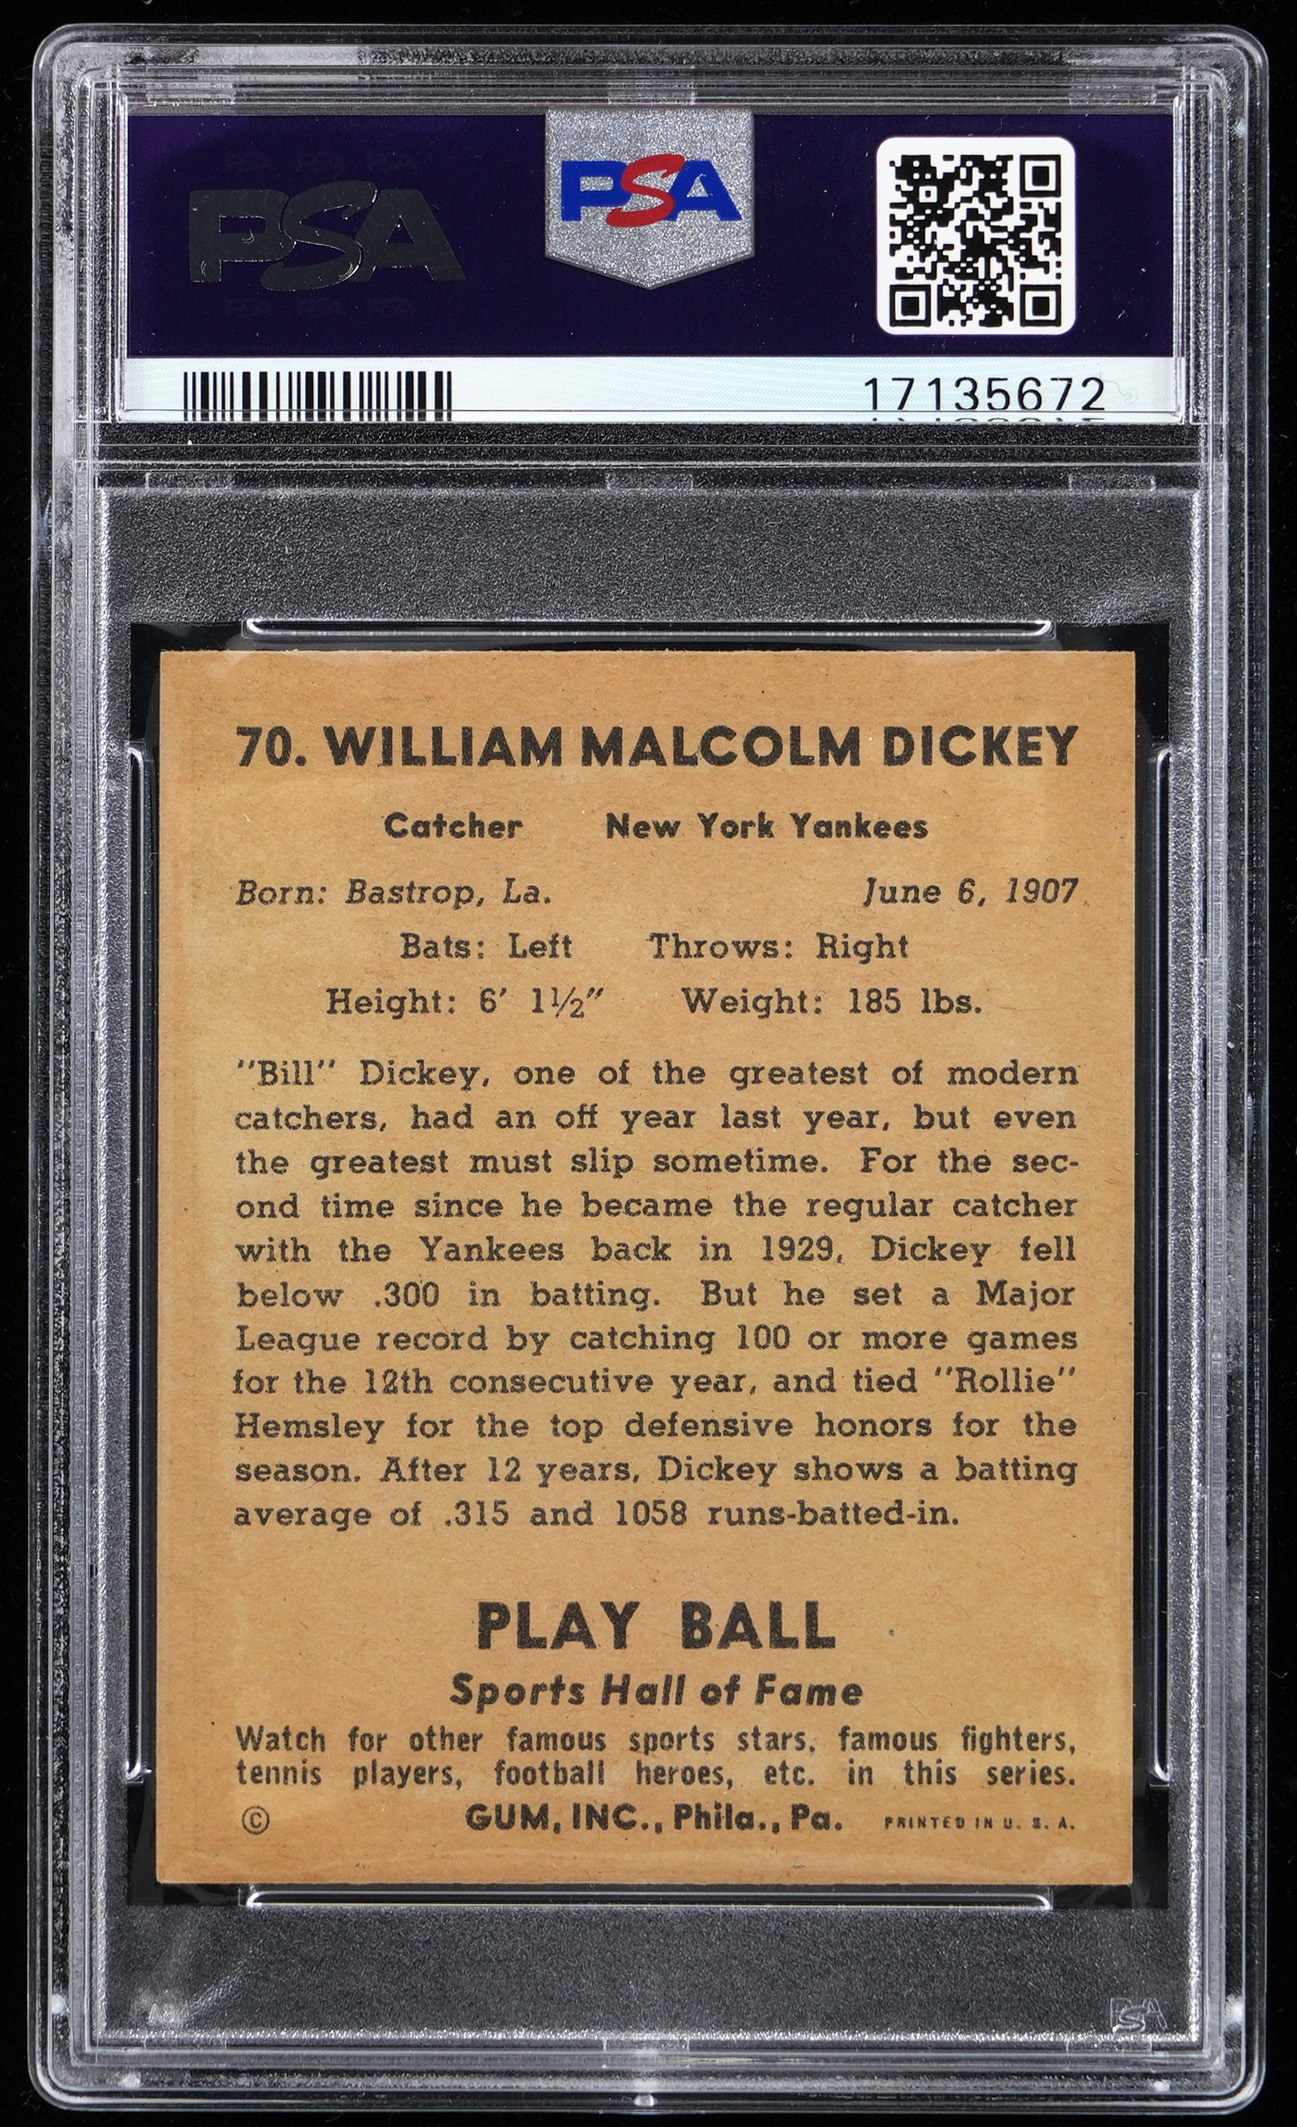 PSA
PSA
17135672
70. WILLIAM MALCOLM DICKEY
Catcher New York Yankees
Born: Bastrop, La. June 6, 1907
Bats: Left Throws: Right
Height: 6′ 1½″ Weight: 185 lbs.
"Bill" Dickey, one of the greatest of modern
catchers, had an off year last year, but even
the greatest must slip sometime. For the sec-
ond time since he became the regular catcher
with the Yankees back in 1929, Dickey fell
below .300 in batting. But he set a Major
League record by catching 100 or more games
for the 12th consecutive year, and tied "Rollie"
Hemsley for the top defensive honors for the
season. After 12 years, Dickey shows a batting
average of .315 and 1058 runs-batted-in.
PLAY BALL
Sports Hall of Fame
Watch for other famous sports stars, famous fighters,
tennis players, football heroes, etc. in this series.
© GUM, INC., Phila., Pa. PRINTED IN U. S. A.
PSA